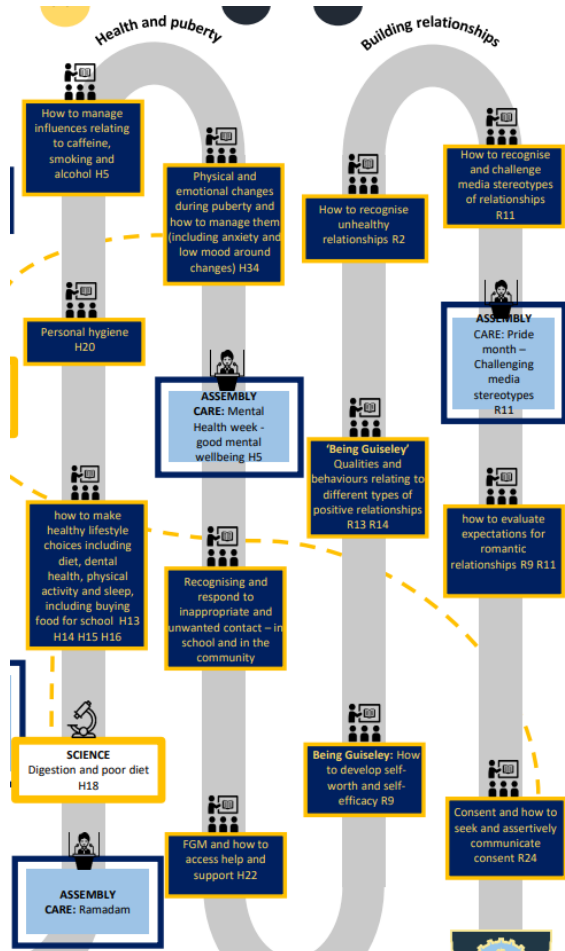 Health and puberty
How to manage
influences relating
to caffeine,
smoking and
alcohol H5
Personal hygiene
H20
how to make
healthy lifestyle
choices including
diet, dental
health, physical
activity and sleep,
including buying
food for school H13
H14 H15 H16
SCIENCE
Digestion and poor diet
H18
ASSEMBLY
CARE: Ramadam
Physical and
emotional changes
during puberty and
how to manage them
(including anxiety and
low mood around
changes) H34
ASSEMBLY
CARE: Mental
Health week -
good mental
wellbeing H5
Recognising and
respond to
inappropriate and
unwanted contact – in
school and in the
community
FGM and how to
access help and
support H22
Building relationships
How to recognise
unhealthy
relationships R2
'Being Guiseley'
Qualities and
behaviours relating to
different types of
positive relationships
R13 R14
Being Guiseley: How
to develop self-
worth and self-
efficacy R9
How to recognise
and challenge
media stereotypes
of relationships
R11
ASSEMBLY
CARE: Pride
month –
Challenging
media
stereotypes
R11
how to evaluate
expectations for
romantic
relationships R9 R11
Consent and how to
seek and assertively
communicate
consent R24